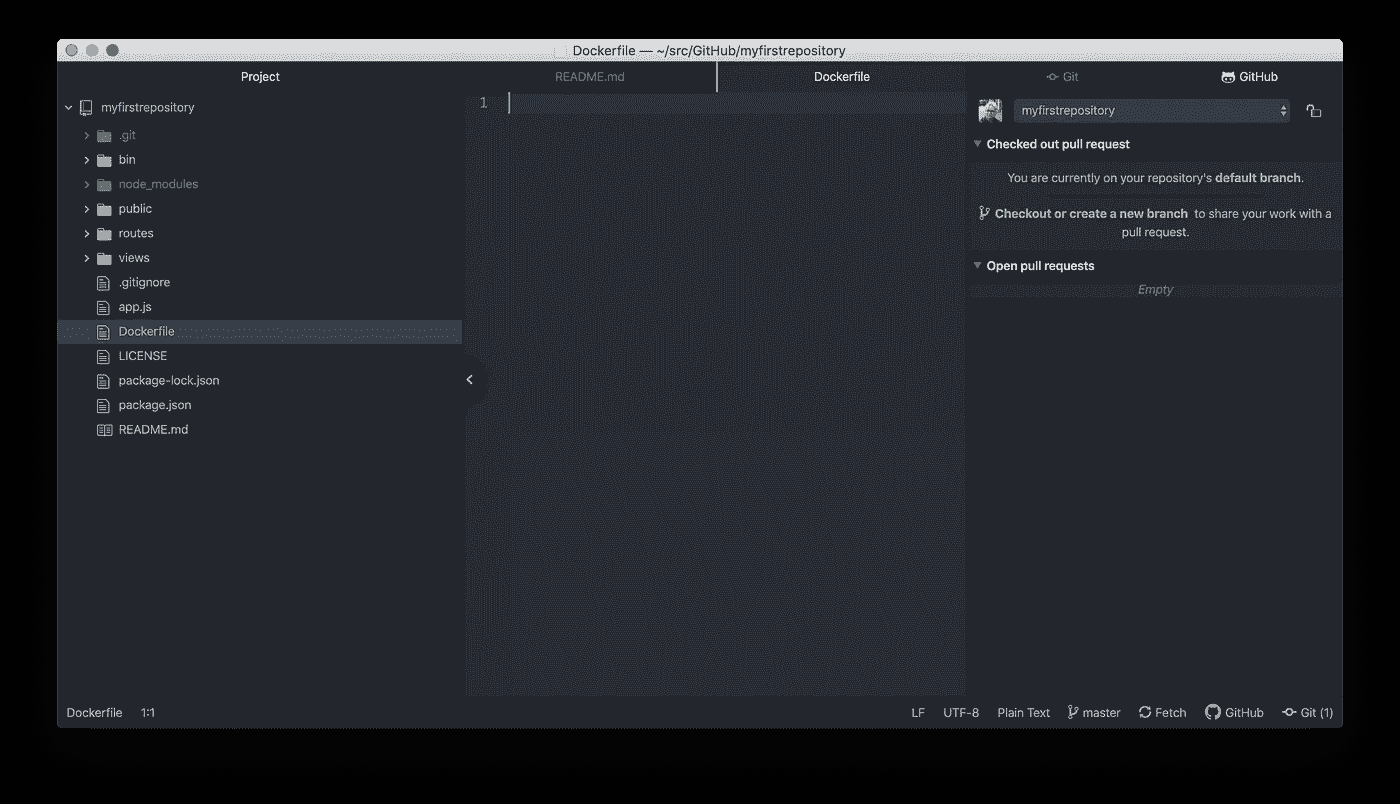 Dockerfile — ~/src/GitHub/myfirstrepository
Project
README.md
Dockerfile
Git
GitHub
myfirstrepository
.git
bin
node_modules
public
routes
views
.gitignore
app.js
Dockerfile
LICENSE
package-lock.json
package.json
README.md
1
myfirstrepository
Checked out pull request
You are currently on your repository's default branch.
Checkout or create a new branch to share your work with a
pull request.
Open pull requests
Empty
Dockerfile 1:1
LF UTF-8 Plain Text master Fetch GitHub Git (1)